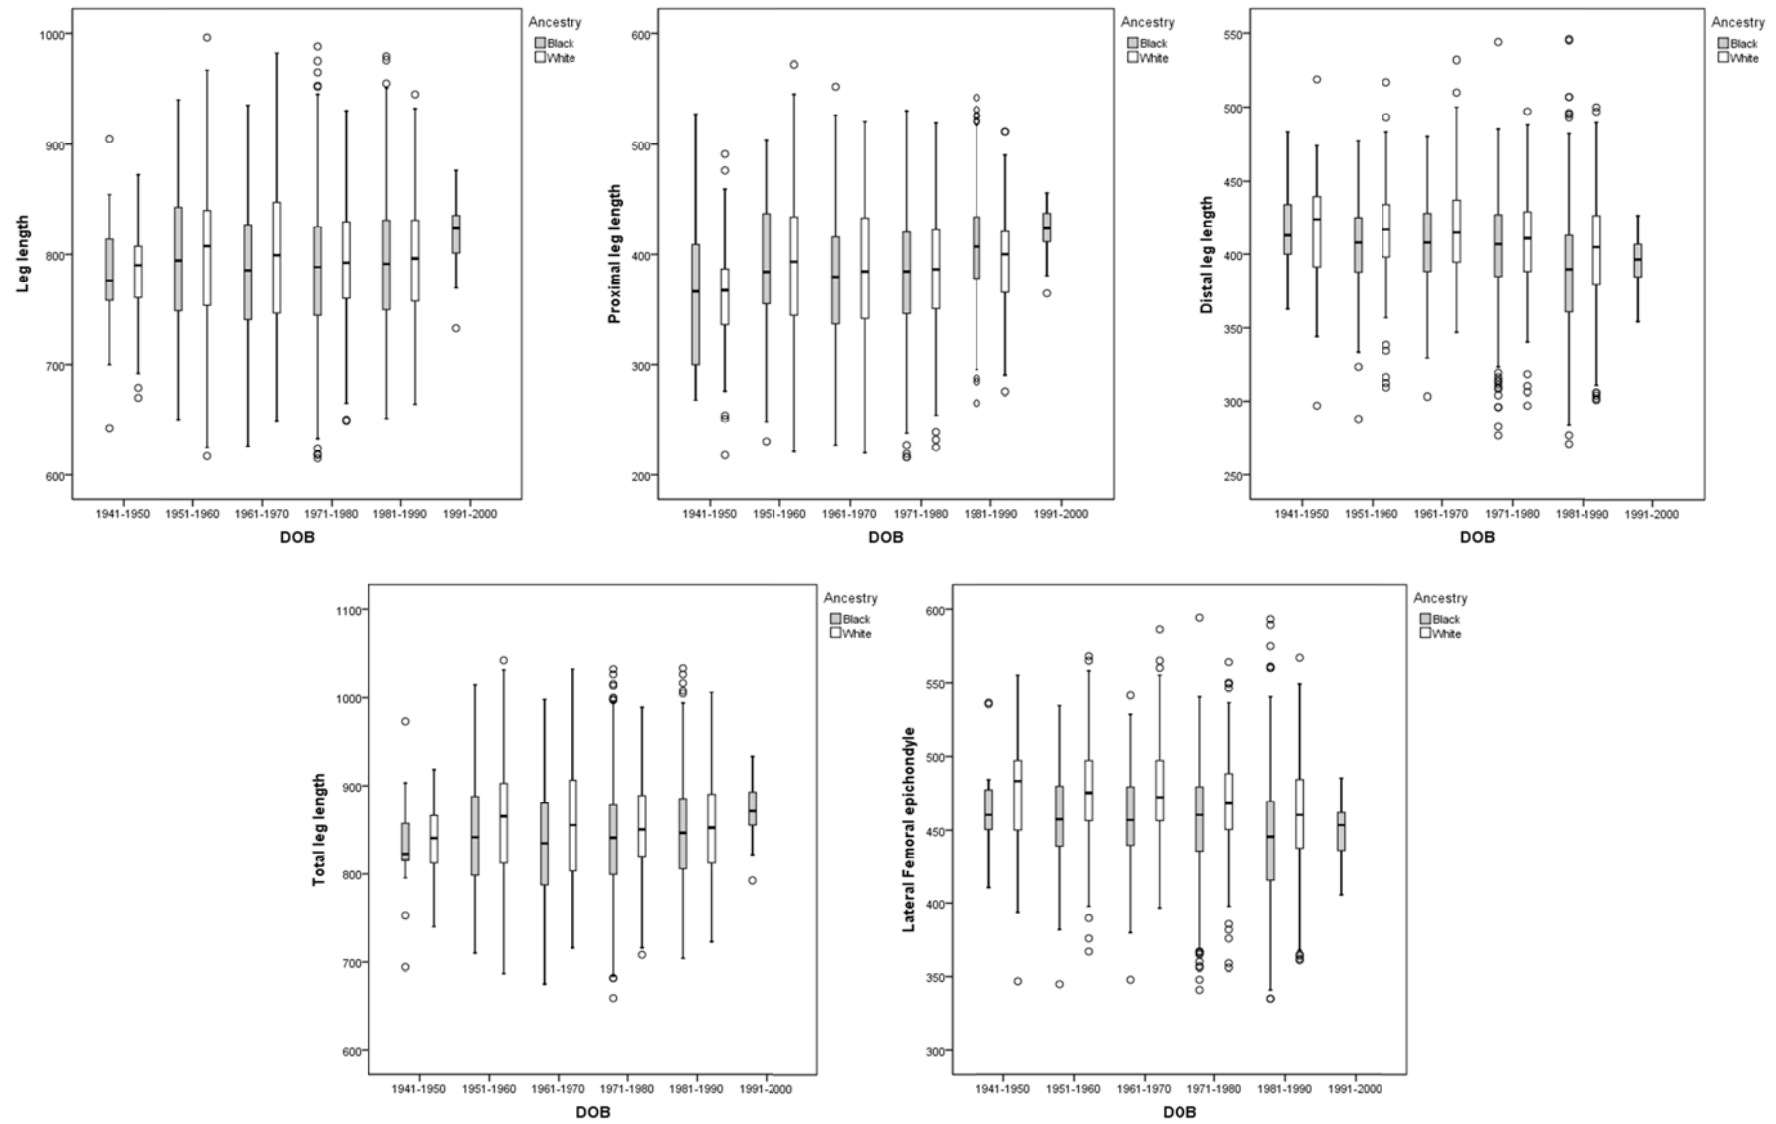 Leg length
1000
900
800
700
600
1941-1950 1951-1960 1961-1970 1971-1980 1981-1990 1991-2000
DOB
Ancestry
Black
White
Proximal leg length
600
500
400
300
200
1941-1950 195l-1960 1961-1970 1971-1980 1981-1990 1991-2000
DOB
Ancestry
Black
White
Distal leg length
550
500
450
400
350
300
250
1941-1950 1951-1960 1961-1970 1971-1980 1981-1990 1991-2000
DOB
Ancestry
Black
White
Total leg length
1100
1000
900
800
700
600
1941-1950 1951-1960 1961-1970 1971-1980 1981-1990 1991-2000
DOB
Ancestry
Black
White
Lateral Femoral epichondyle
600
550
500
450
400
350
300
1941-1950 1951-1960 1961-1970 1971-1980 1981-1990 1991-2000
DOB
Ancestry
Black
White